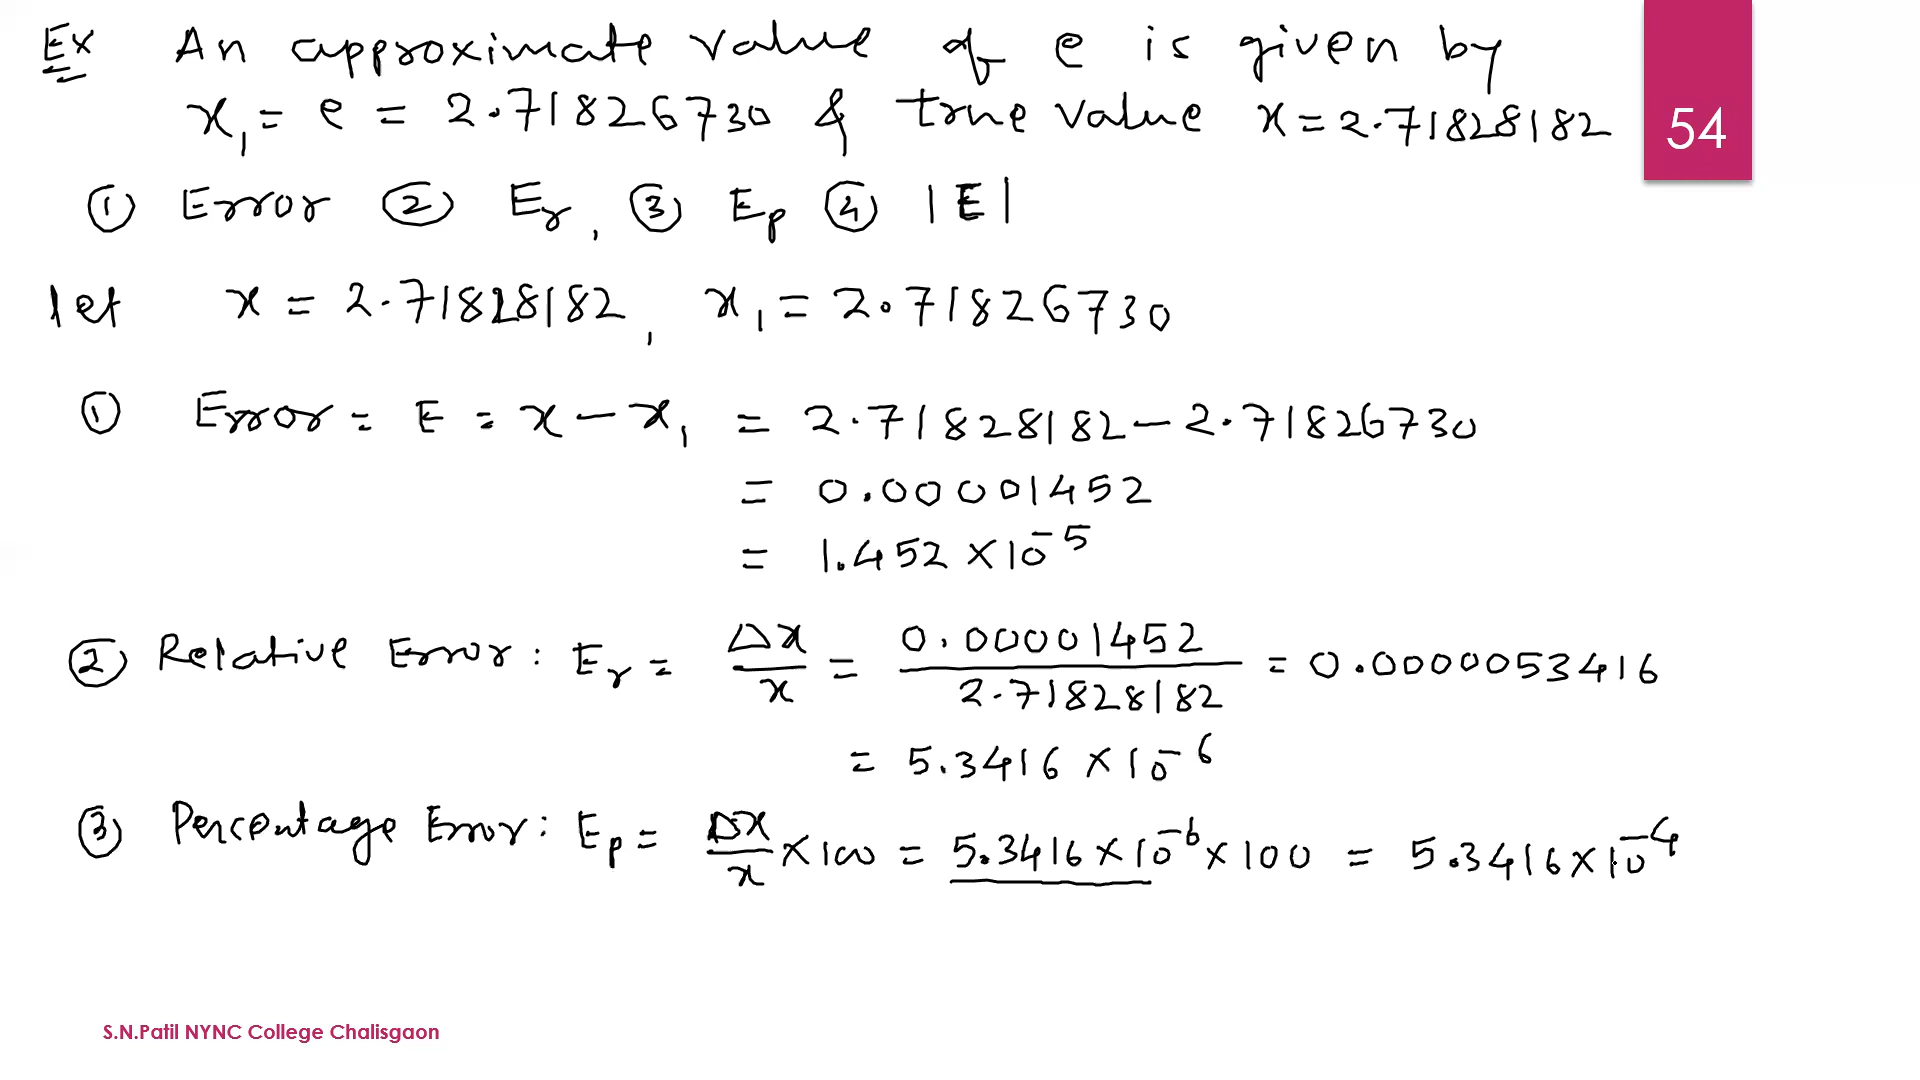 Ex An approximate value of e is given by
x₁ = e = 2.71826730 & true value x = 2.71828182
54
① Error ② Eᵣ, ③ Eₚ ④ |E|
let x = 2.71828182, x₁ = 2.71826730
① Error = E = x − x₁ = 2.71828182 − 2.71826730
= 0.00001452
= 1.452 × 10⁻⁵
② Relative Error : Eᵣ = Δx/x = 0.00001452/2.71828182 = 0.0000053416
= 5.3416 × 10⁻⁶
③ Percentage Error : Eₚ = Δx/x × 100 = 5.3416 × 10⁻⁶ × 100 = 5.3416 × 10⁻⁴
S.N.Patil NYNC College Chalisgaon